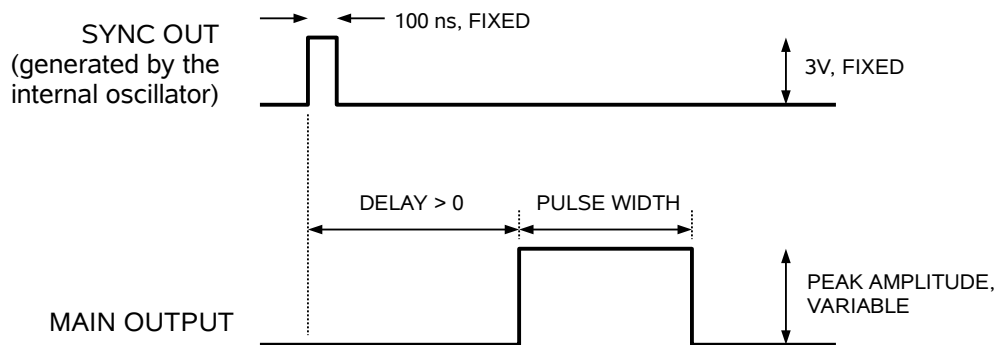 100 ns, FIXED
SYNC OUT
(generated by the
internal oscillator)
3V, FIXED
DELAY > 0
PULSE WIDTH
PEAK AMPLITUDE,
VARIABLE
MAIN OUTPUT